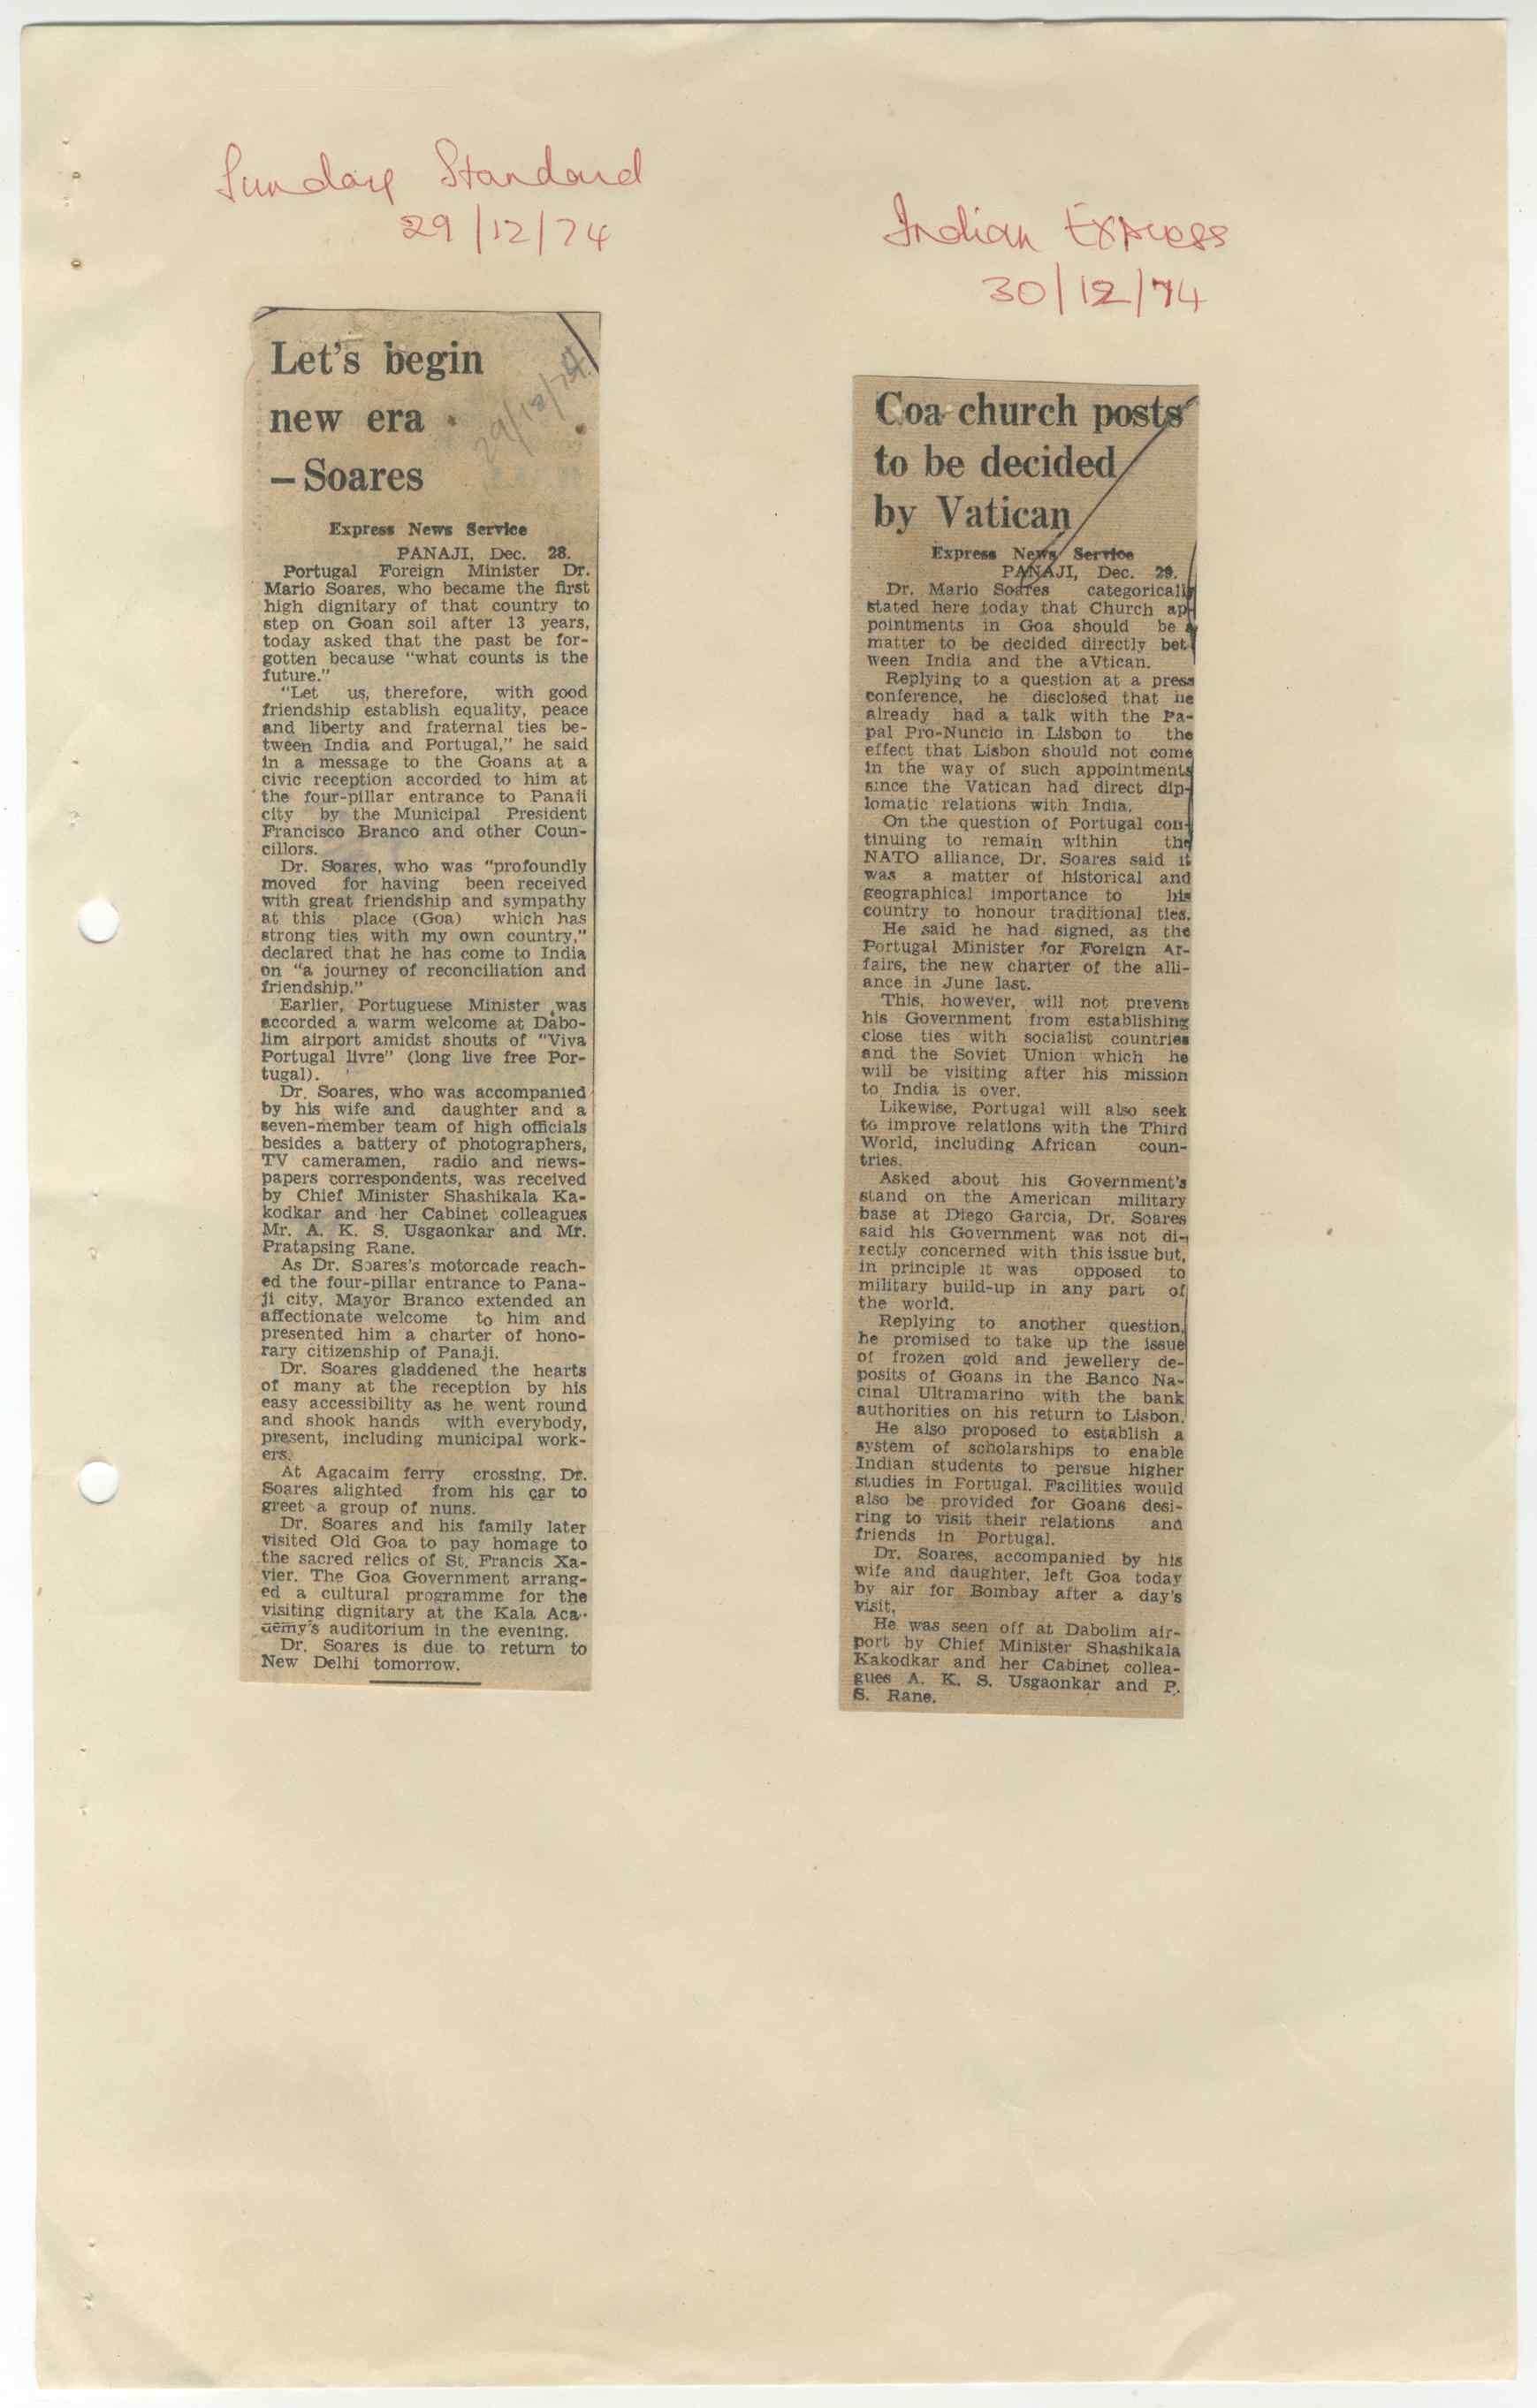 Sunday Standard
29/12/74
Let's begin
new era
— Soares
29/12/74
Express News Service
PANAJI, Dec. 28.
Portugal Foreign Minister Dr.
Mario Soares, who became the first
high dignitary of that country to
step on Goan soil after 13 years,
today asked that the past be for-
gotten because "what counts is the
future."
"Let us, therefore, with good
friendship establish equality, peace
and liberty and fraternal ties be-
tween India and Portugal," he said
in a message to the Goans at a
civic reception accorded to him at
the four-pillar entrance to Panaji
city by the Municipal President
Francisco Branco and other Coun-
cillors.
Dr. Soares, who was "profoundly
moved for having been received
with great friendship and sympathy
at this place (Goa) which has
strong ties with my own country,"
declared that he has come to India
on "a journey of reconciliation and
friendship."
Earlier, Portuguese Minister was
accorded a warm welcome at Dabo-
lim airport amidst shouts of "Viva
Portugal livre" (long live free Por-
tugal).
Dr. Soares, who was accompanied
by his wife and daughter and a
seven-member team of high officials
besides a battery of photographers,
TV cameramen, radio and news-
papers correspondents, was received
by Chief Minister Shashikala Ka-
kodkar and her Cabinet colleagues
Mr. A. K. S. Usgaonkar and Mr.
Pratapsing Rane.
As Dr. Soares's motorcade reach-
ed the four-pillar entrance to Pana-
ji city, Mayor Branco extended an
affectionate welcome to him and
presented him a charter of hono-
rary citizenship of Panaji.
Dr. Soares gladdened the hearts
of many at the reception by his
easy accessibility as he went round
and shook hands with everybody,
present, including municipal work-
ers.
At Agacaim ferry crossing, Dr.
Soares alighted from his car to
greet a group of nuns.
Dr. Soares and his family later
visited Old Goa to pay homage to
the sacred relics of St. Francis Xa-
vier. The Goa Government arrang-
ed a cultural programme for the
visiting dignitary at the Kala Aca-
demy's auditorium in the evening.
Dr. Soares is due to return to
New Delhi tomorrow.
Indian Express
30/12/74
Goa church posts
to be decided
by Vatican
Express News Service
PANAJI, Dec. 29.
Dr. Mario Soares categorically
stated here today that Church ap-
pointments in Goa should be a
matter to be decided directly bet-
ween India and the aVtican.
Replying to a question at a press
conference, he disclosed that he
already had a talk with the Pa-
pal Pro-Nuncio in Lisbon to the
effect that Lisbon should not come
in the way of such appointments
since the Vatican had direct dip-
lomatic relations with India.
On the question of Portugal con-
tinuing to remain within the
NATO alliance, Dr. Soares said it
was a matter of historical and
geographical importance to his
country to honour traditional ties.
He said he had signed, as the
Portugal Minister for Foreign Af-
fairs, the new charter of the alli-
ance in June last.
This, however, will not prevent
his Government from establishing
close ties with socialist countries
and the Soviet Union which he
will be visiting after his mission
to India is over.
Likewise, Portugal will also seek
to improve relations with the Third
World, including African coun-
tries.
Asked about his Government's
stand on the American military
base at Diego Garcia, Dr. Soares
said his Government was not di-
rectly concerned with this issue but,
in principle it was opposed to
military build-up in any part of
the world.
Replying to another question,
he promised to take up the issue
of frozen gold and jewellery de-
posits of Goans in the Banco Na-
cinal Ultramarino with the bank
authorities on his return to Lisbon.
He also proposed to establish a
system of scholarships to enable
Indian students to persue higher
studies in Portugal. Facilities would
also be provided for Goans desi-
ring to visit their relations and
friends in Portugal.
Dr. Soares, accompanied by his
wife and daughter, left Goa today
by air for Bombay after a day's
visit.
He was seen off at Dabolim air-
port by Chief Minister Shashikala
Kakodkar and her Cabinet collea-
gues A. K. S. Usgaonkar and P.
S. Rane.